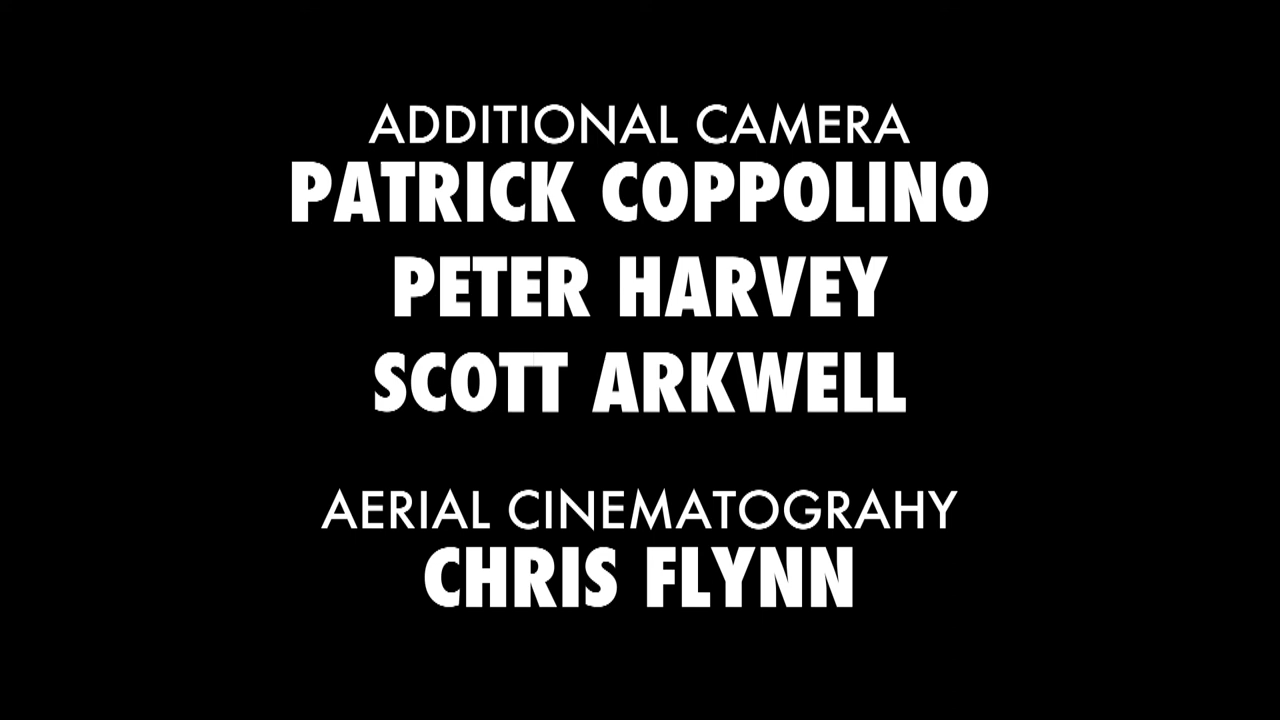 ADDITIONAL CAMERA
PATRICK COPPOLINO
PETER HARVEY
SCOTT ARKWELL
AERIAL CINEMATOGRAHY
CHRIS FLYNN